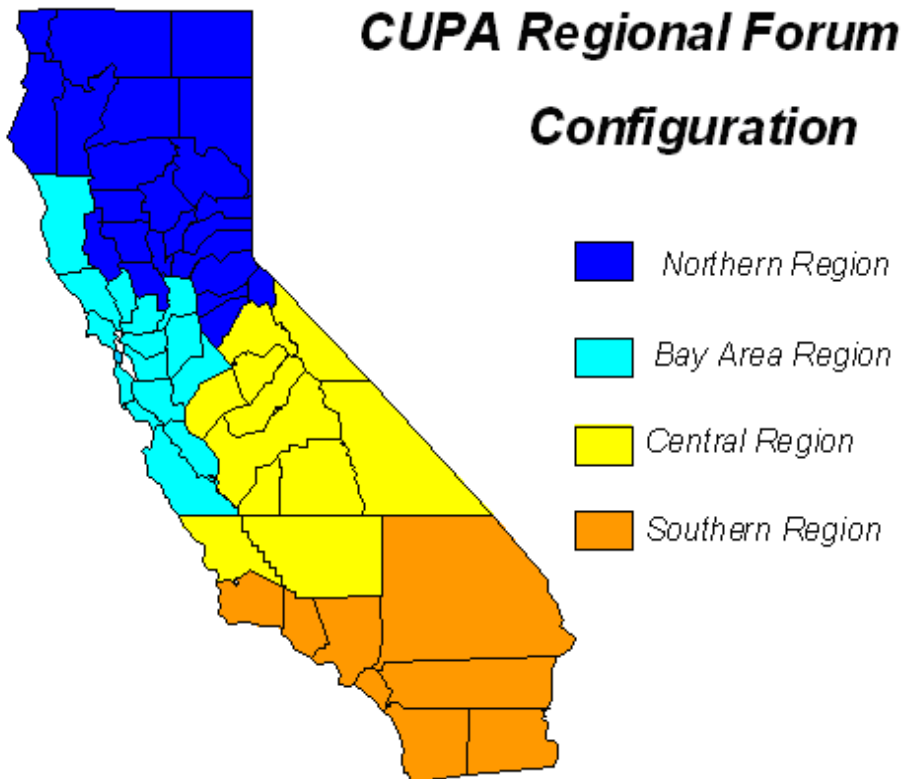 CUPA Regional Forum
Configuration
Northern Region
Bay Area Region
Central Region
Southern Region